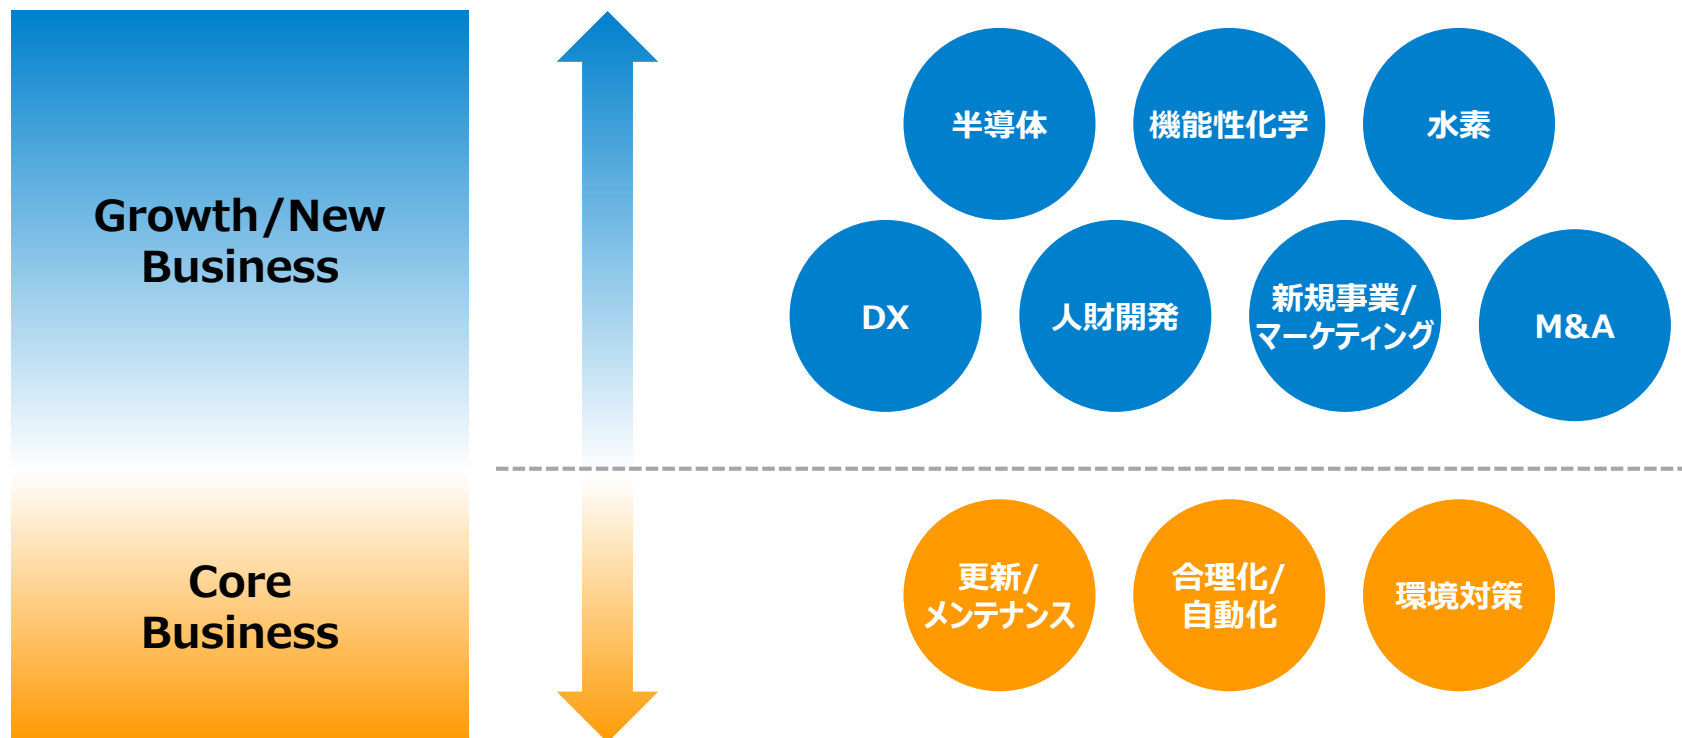 Growth/New
Business
半導体
機能性化学
水素
DX
人財開発
新規事業/
マーケティング
M&A
Core
Business
更新/
メンテナンス
合理化/
自動化
環境対策